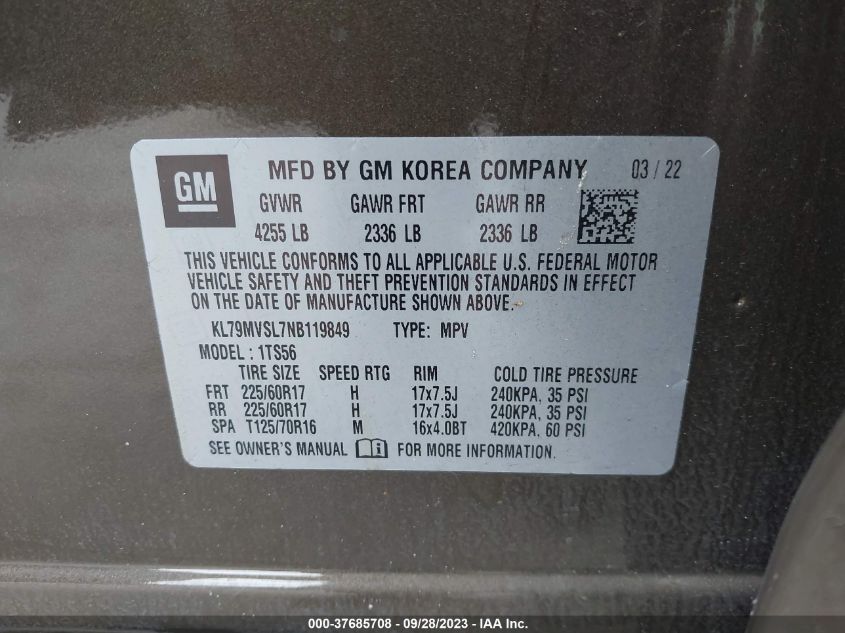 GM
MFD BY GM KOREA COMPANY 03 / 22
GVWR GAWR FRT GAWR RR
4255 LB 2336 LB 2336 LB
THIS VEHICLE CONFORMS TO ALL APPLICABLE U.S. FEDERAL MOTOR
VEHICLE SAFETY AND THEFT PREVENTION STANDARDS IN EFFECT
ON THE DATE OF MANUFACTURE SHOWN ABOVE.
KL79MVSL7NB119849 TYPE: MPV
MODEL : 1TS56
TIRE SIZE SPEED RTG RIM COLD TIRE PRESSURE
FRT 225/60R17 H 17x7.5J 240KPA, 35 PSI
RR 225/60R17 H 17x7.5J 240KPA, 35 PSI
SPA T125/70R16 M 16x4.0BT 420KPA, 60 PSI
SEE OWNER'S MANUAL i FOR MORE INFORMATION.
000-37685708 / 09/28/2023 / © IAA Inc.